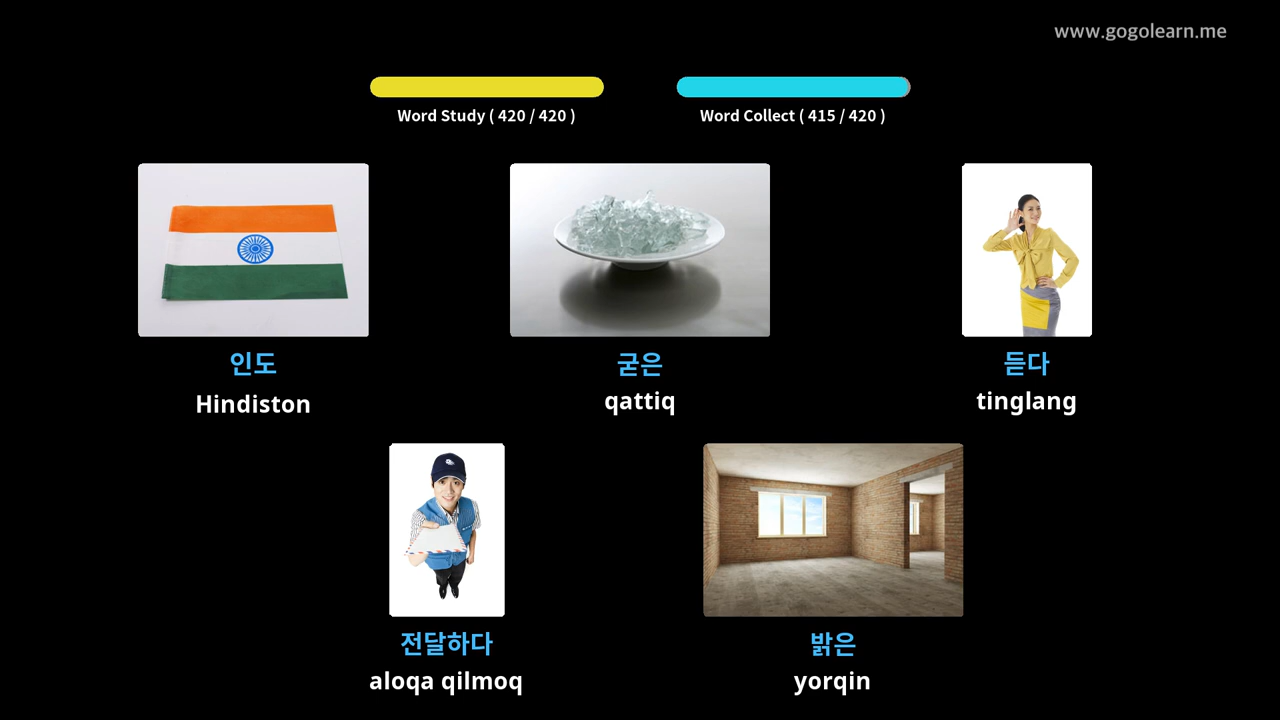 www.gogolearn.me
Word Study ( 420 / 420 )
Word Collect ( 415 / 420 )
인도
Hindiston
굳은
qattiq
듣다
tinglang
전달하다
aloqa qilmoq
밝은
yorqin